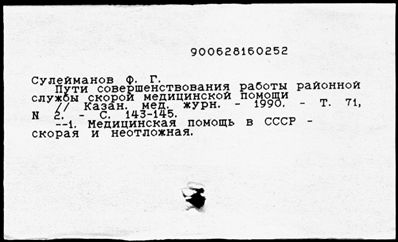 900628160252
Сулейманов Ф. Г.
Пути совершенствования работы районной
службы скорой медицинской помощи
// Казан. мед. журн. - 1990. - Т. 71,
N 2. - С. 143-145.
--1. Медицинская помощь в СССР -
скорая и неотложная.